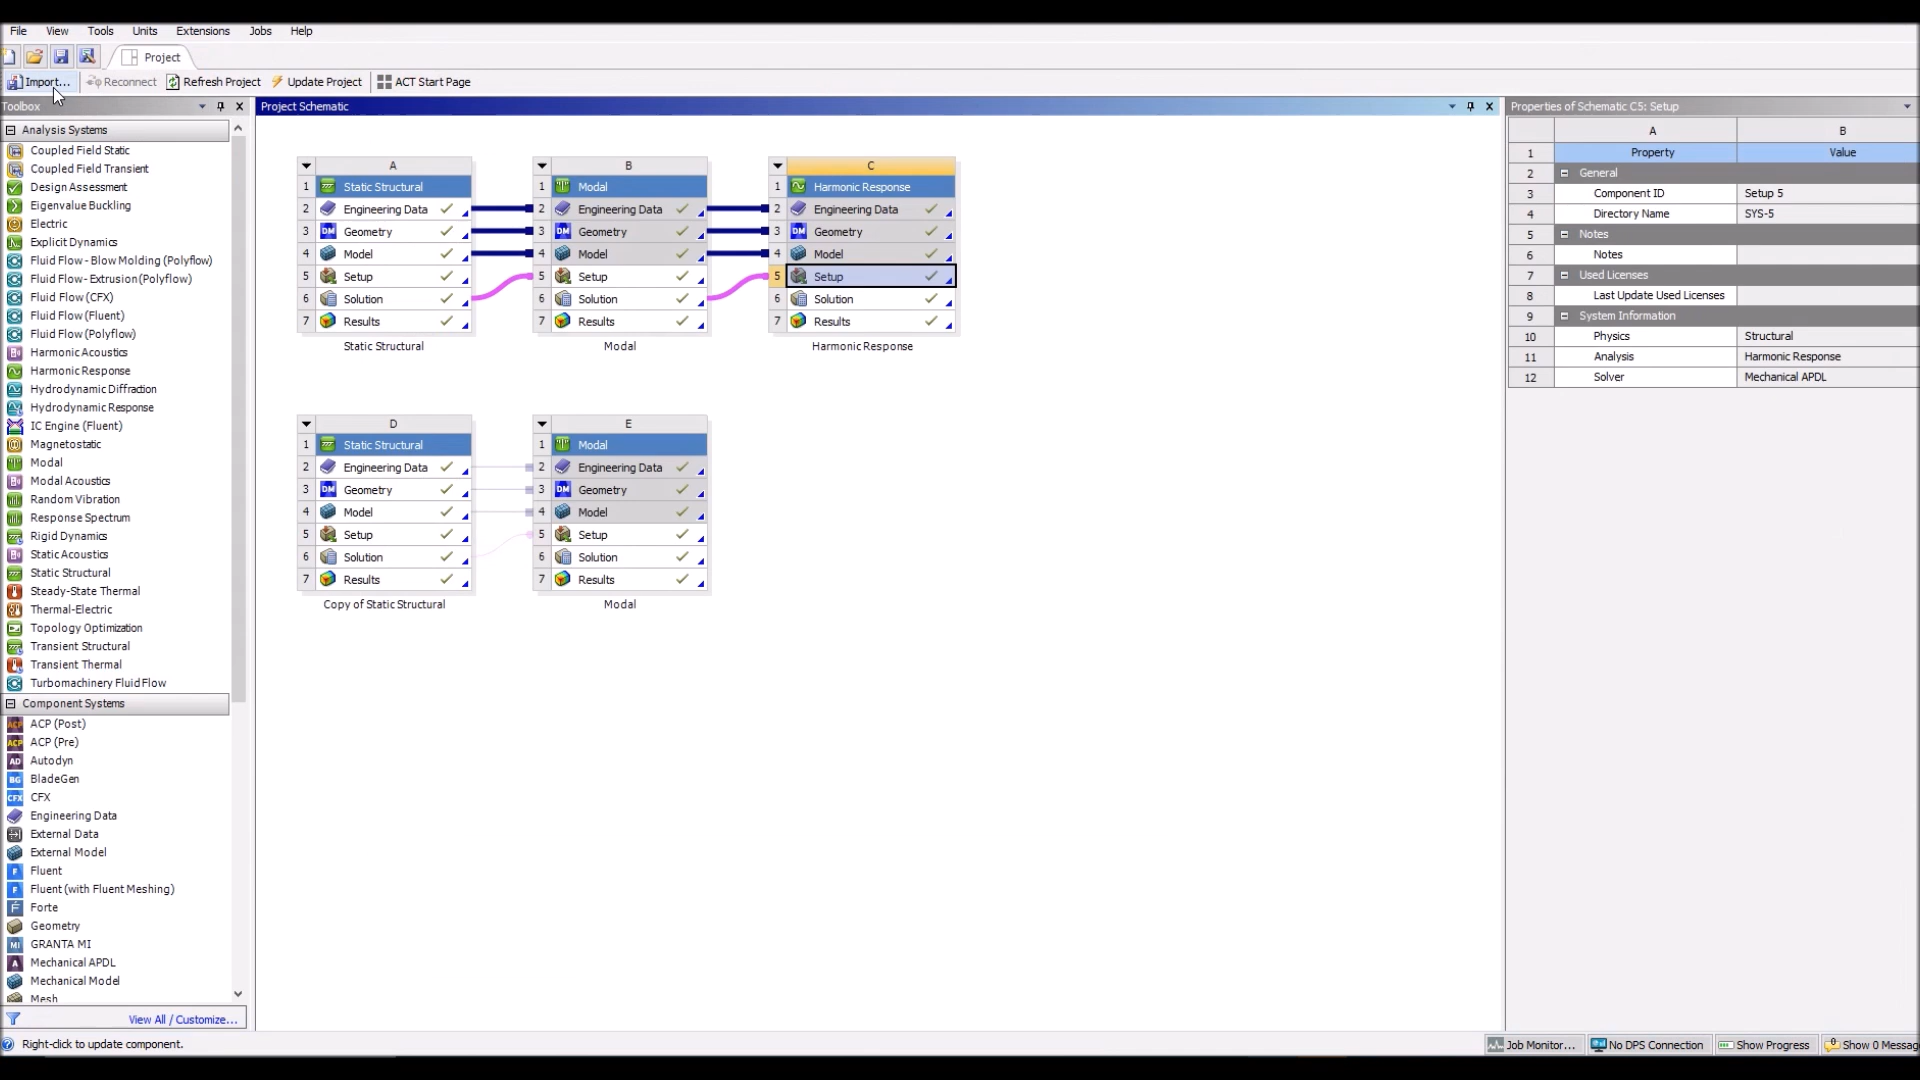 File View Tools Units Extensions Jobs Help
Project
Import... Reconnect Refresh Project Update Project ACT Start Page
Toolbox
Analysis Systems
Coupled Field Static
Coupled Field Transient
Design Assessment
Eigenvalue Buckling
Electric
Explicit Dynamics
Fluid Flow - Blow Molding (Polyflow)
Fluid Flow - Extrusion (Polyflow)
Fluid Flow (CFX)
Fluid Flow (Fluent)
Fluid Flow (Polyflow)
Harmonic Acoustics
Harmonic Response
Hydrodynamic Diffraction
Hydrodynamic Response
IC Engine (Fluent)
Magnetostatic
Modal
Modal Acoustics
Random Vibration
Response Spectrum
Rigid Dynamics
Static Acoustics
Static Structural
Steady-State Thermal
Thermal-Electric
Topology Optimization
Transient Structural
Transient Thermal
Turbomachinery Fluid Flow
Component Systems
ACP (Post)
ACP (Pre)
Autodyn
BladeGen
CFX
Engineering Data
External Data
External Model
Fluent
Fluent (with Fluent Meshing)
Forte
Geometry
GRANTA MI
Mechanical APDL
Mechanical Model
Mesh
View All / Customize...
Project Schematic
A
1 Static Structural
2 Engineering Data
3 Geometry
4 Model
5 Setup
6 Solution
7 Results
Static Structural
B
1 Modal
2 Engineering Data
3 Geometry
4 Model
5 Setup
6 Solution
7 Results
Modal
C
1 Harmonic Response
2 Engineering Data
3 Geometry
4 Model
5 Setup
6 Solution
7 Results
Harmonic Response
D
1 Static Structural
2 Engineering Data
3 Geometry
4 Model
5 Setup
6 Solution
7 Results
Copy of Static Structural
E
1 Modal
2 Engineering Data
3 Geometry
4 Model
5 Setup
6 Solution
7 Results
Modal
Properties of Schematic C5: Setup
A B
1 Property Value
2 General
3 Component ID Setup 5
4 Directory Name SYS-5
5 Notes
6 Notes
7 Used Licenses
8 Last Update Used Licenses
9 System Information
10 Physics Structural
11 Analysis Harmonic Response
12 Solver Mechanical APDL
Right-click to update component.
Job Monitor... No DPS Connection Show Progress Show 0 Messag